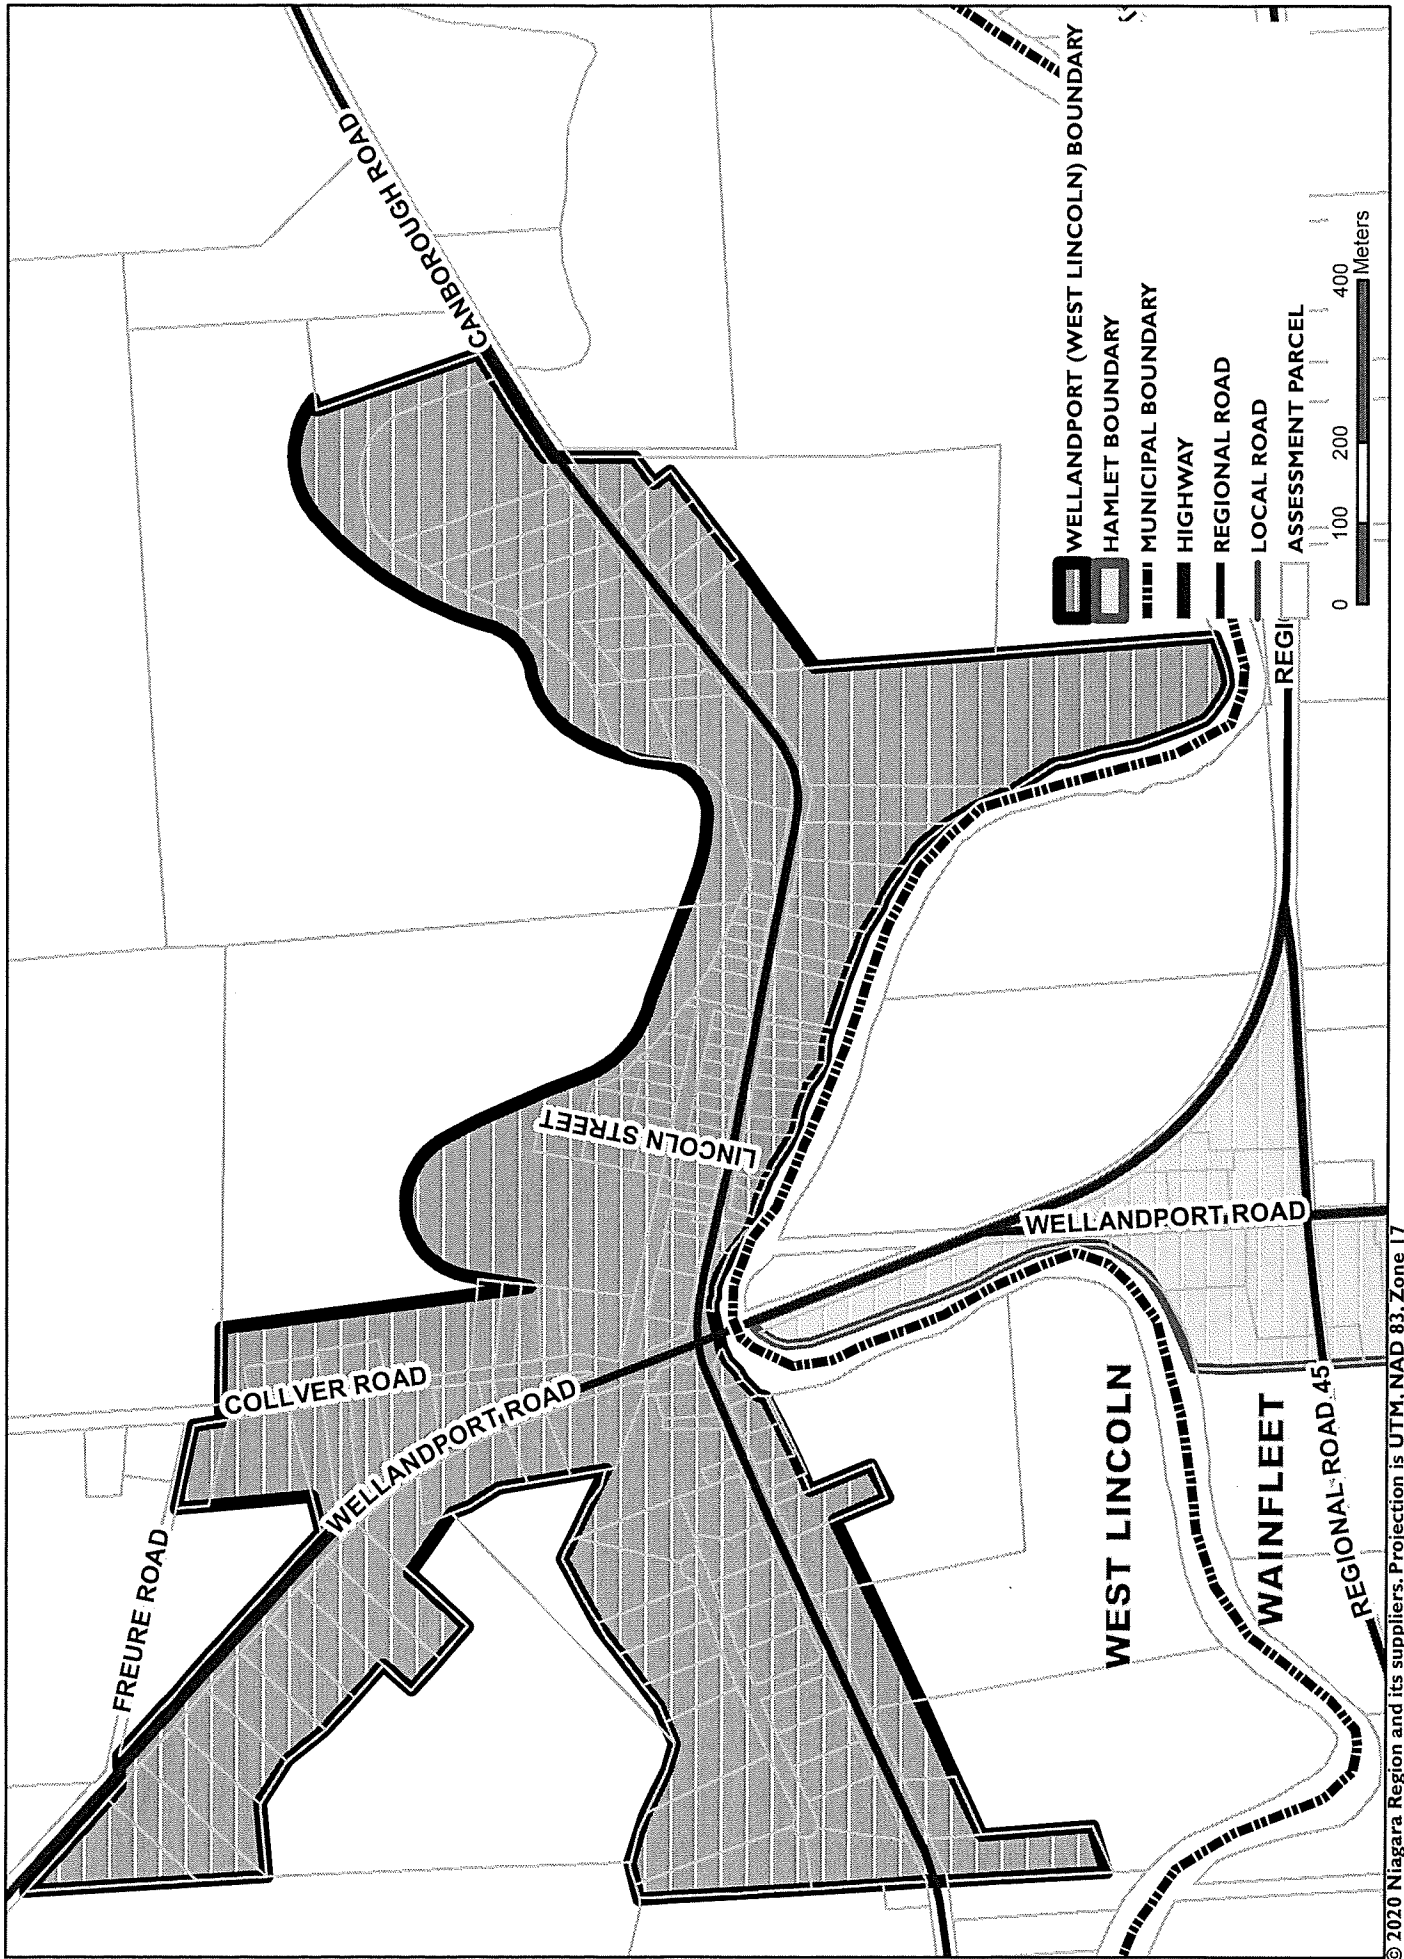 CANBOROUGH ROAD
LINCOLN STREET
COLLVER ROAD
WELLANDPORT ROAD
FREURE ROAD
WELLANDPORT ROAD
WEST LINCOLN
WAINFLEET
REGIONAL ROAD 45
REGI
WELLANDPORT (WEST LINCOLN) BOUNDARY
HAMLET BOUNDARY
MUNICIPAL BOUNDARY
HIGHWAY
REGIONAL ROAD
LOCAL ROAD
ASSESSMENT PARCEL
0 100 200 400
Meters
© 2020 Niagara Region and its suppliers. Projection is UTM, NAD 83, Zone 17